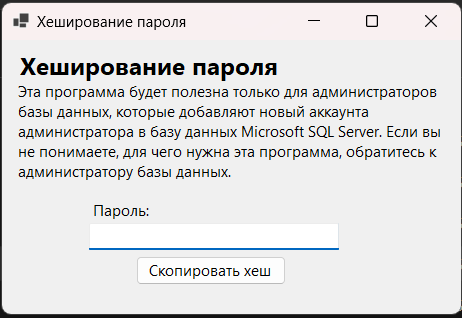 Хеширование пароля
Хеширование пароля
Эта программа будет полезна только для администраторов
базы данных, которые добавляют новый аккаунта
администратора в базу данных Microsoft SQL Server. Если вы
не понимаете, для чего нужна эта программа, обратитесь к
администратору базы данных.
Пароль:
Скопировать хеш